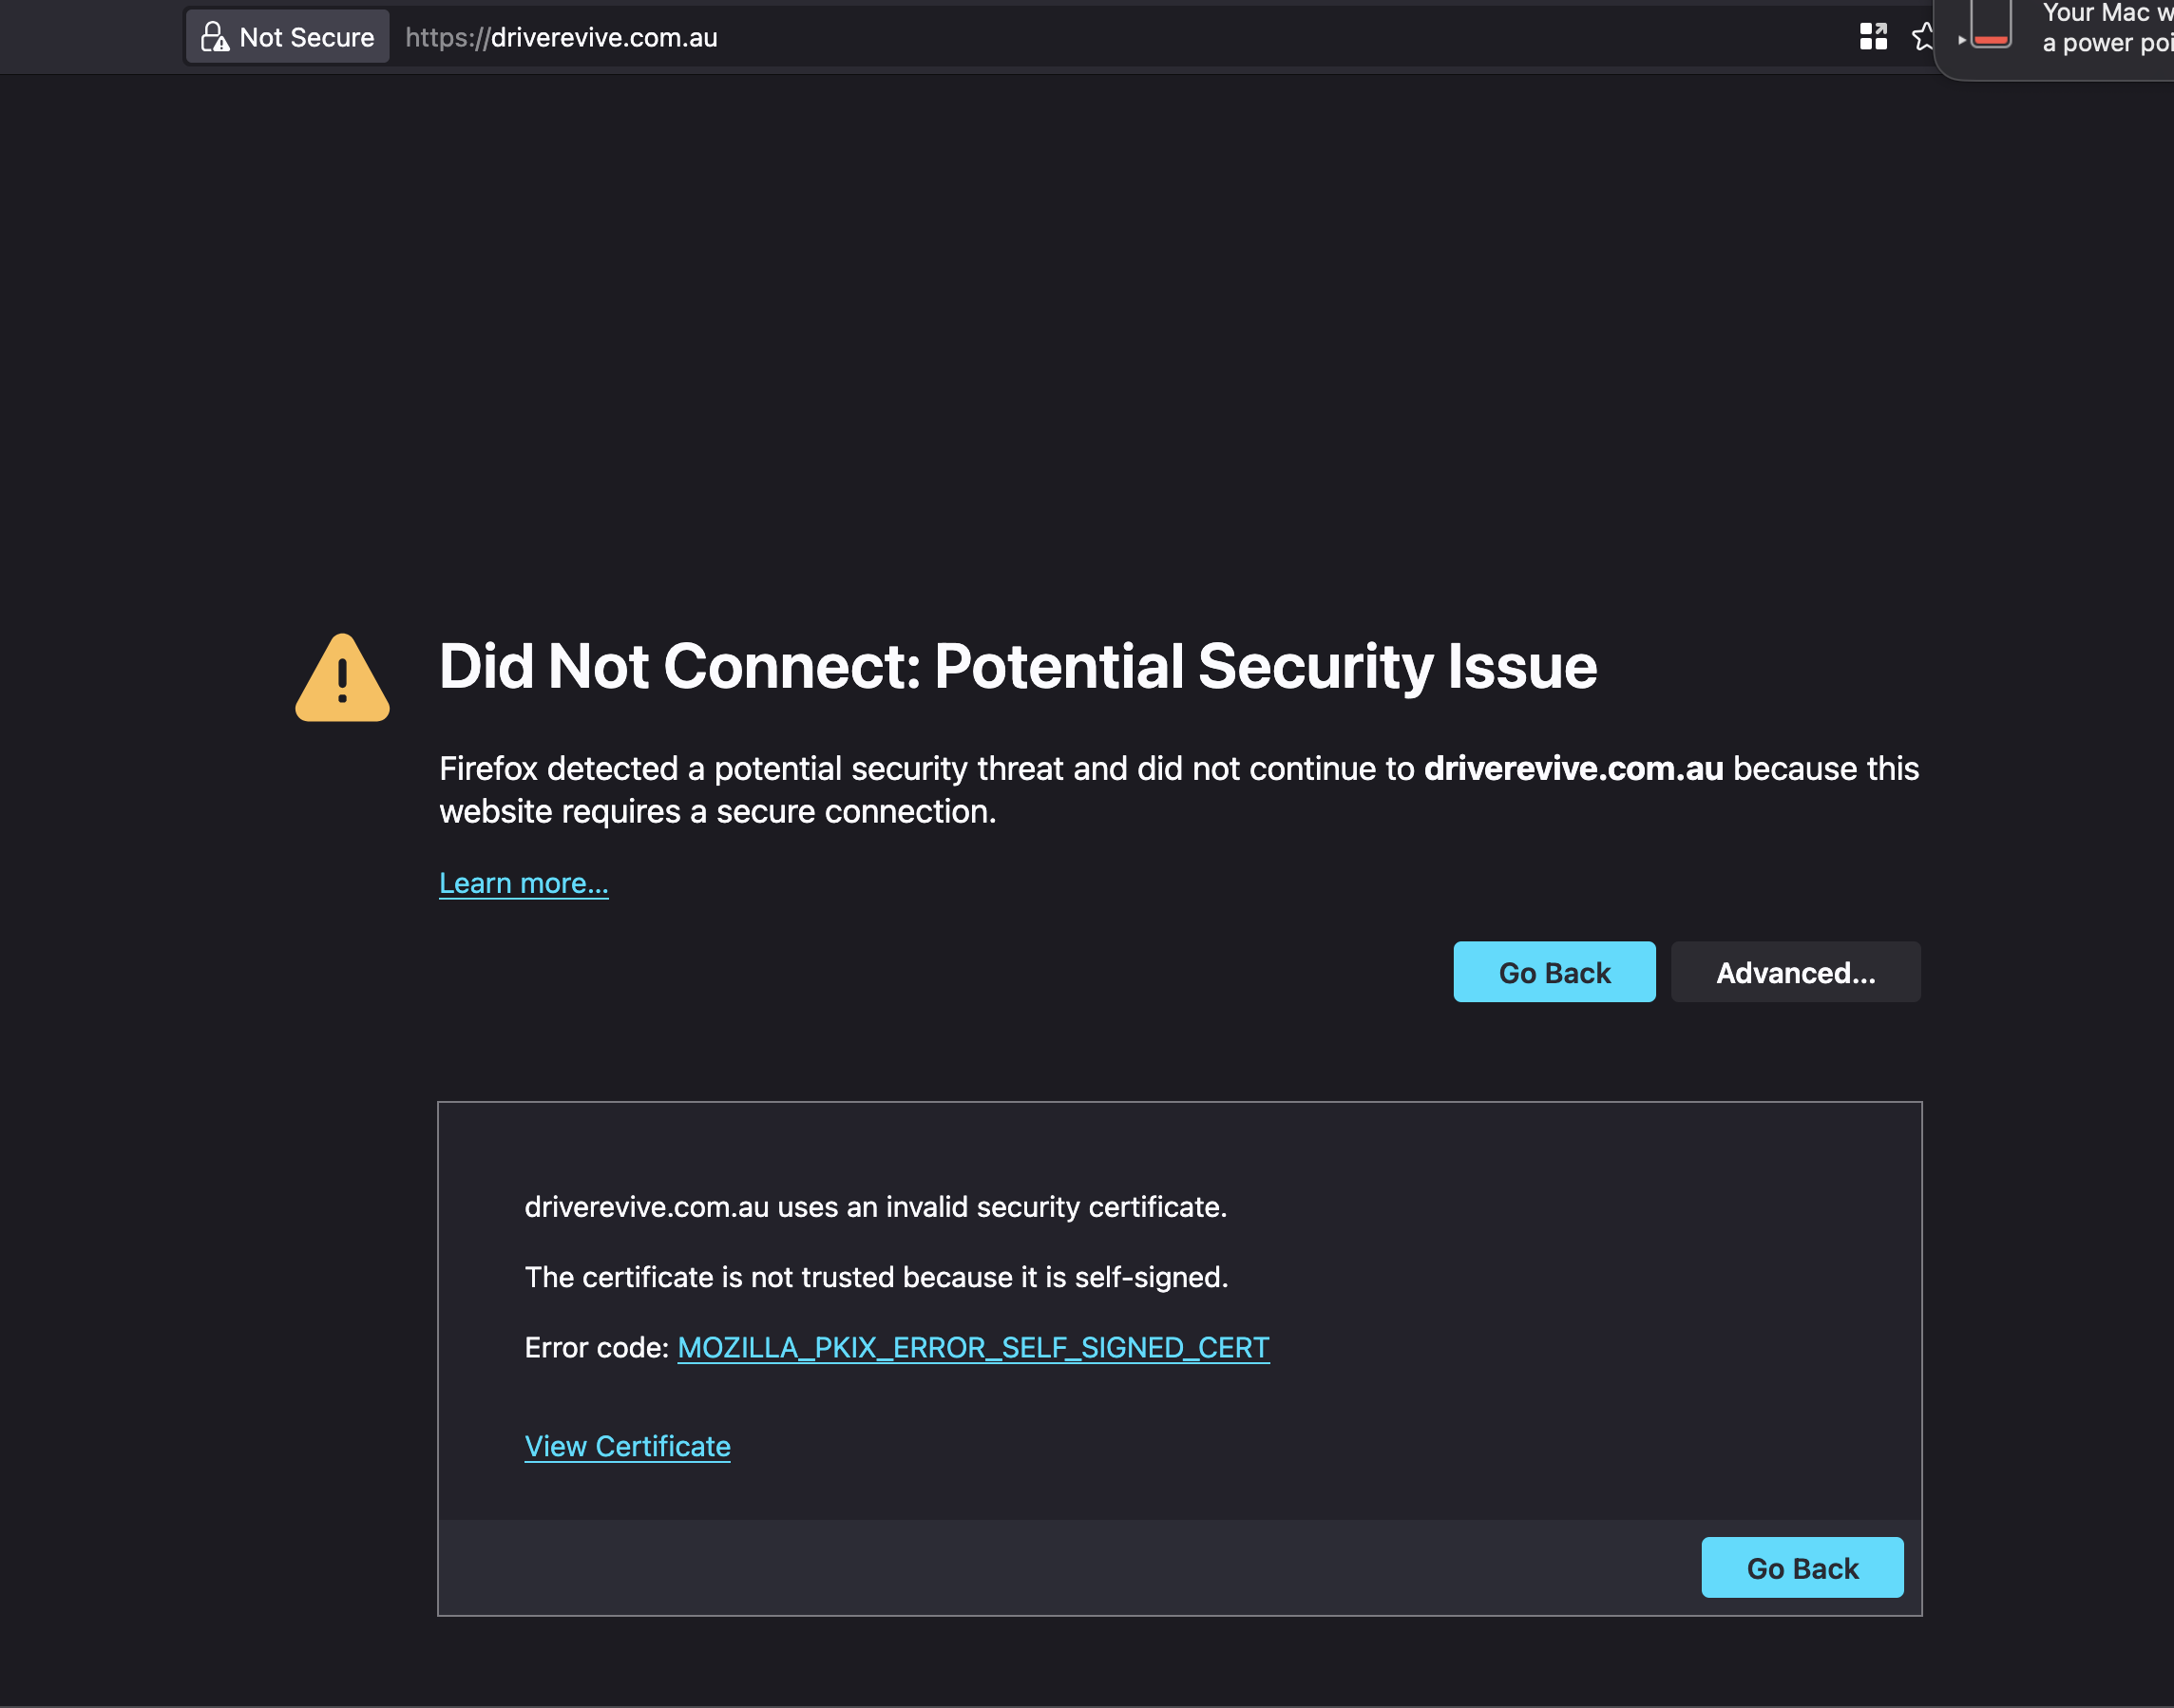 Not Secure https://driverevive.com.au
Your Mac
a power
Did Not Connect: Potential Security Issue
Firefox detected a potential security threat and did not continue to driverevive.com.au because this
website requires a secure connection.
Learn more...
Go Back Advanced...
driverevive.com.au uses an invalid security certificate.
The certificate is not trusted because it is self-signed.
Error code: MOZILLA_PKIX_ERROR_SELF_SIGNED_CERT
View Certificate
Go Back